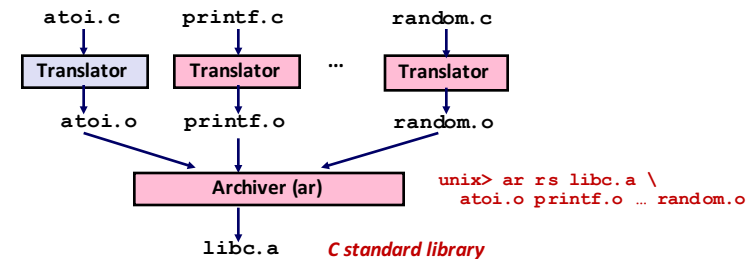 atoi.c printf.c random.c
Translator Translator ... Translator
atoi.o printf.o random.o
Archiver (ar)
unix> ar rs libc.a \
atoi.o printf.o … random.o
libc.a C standard library